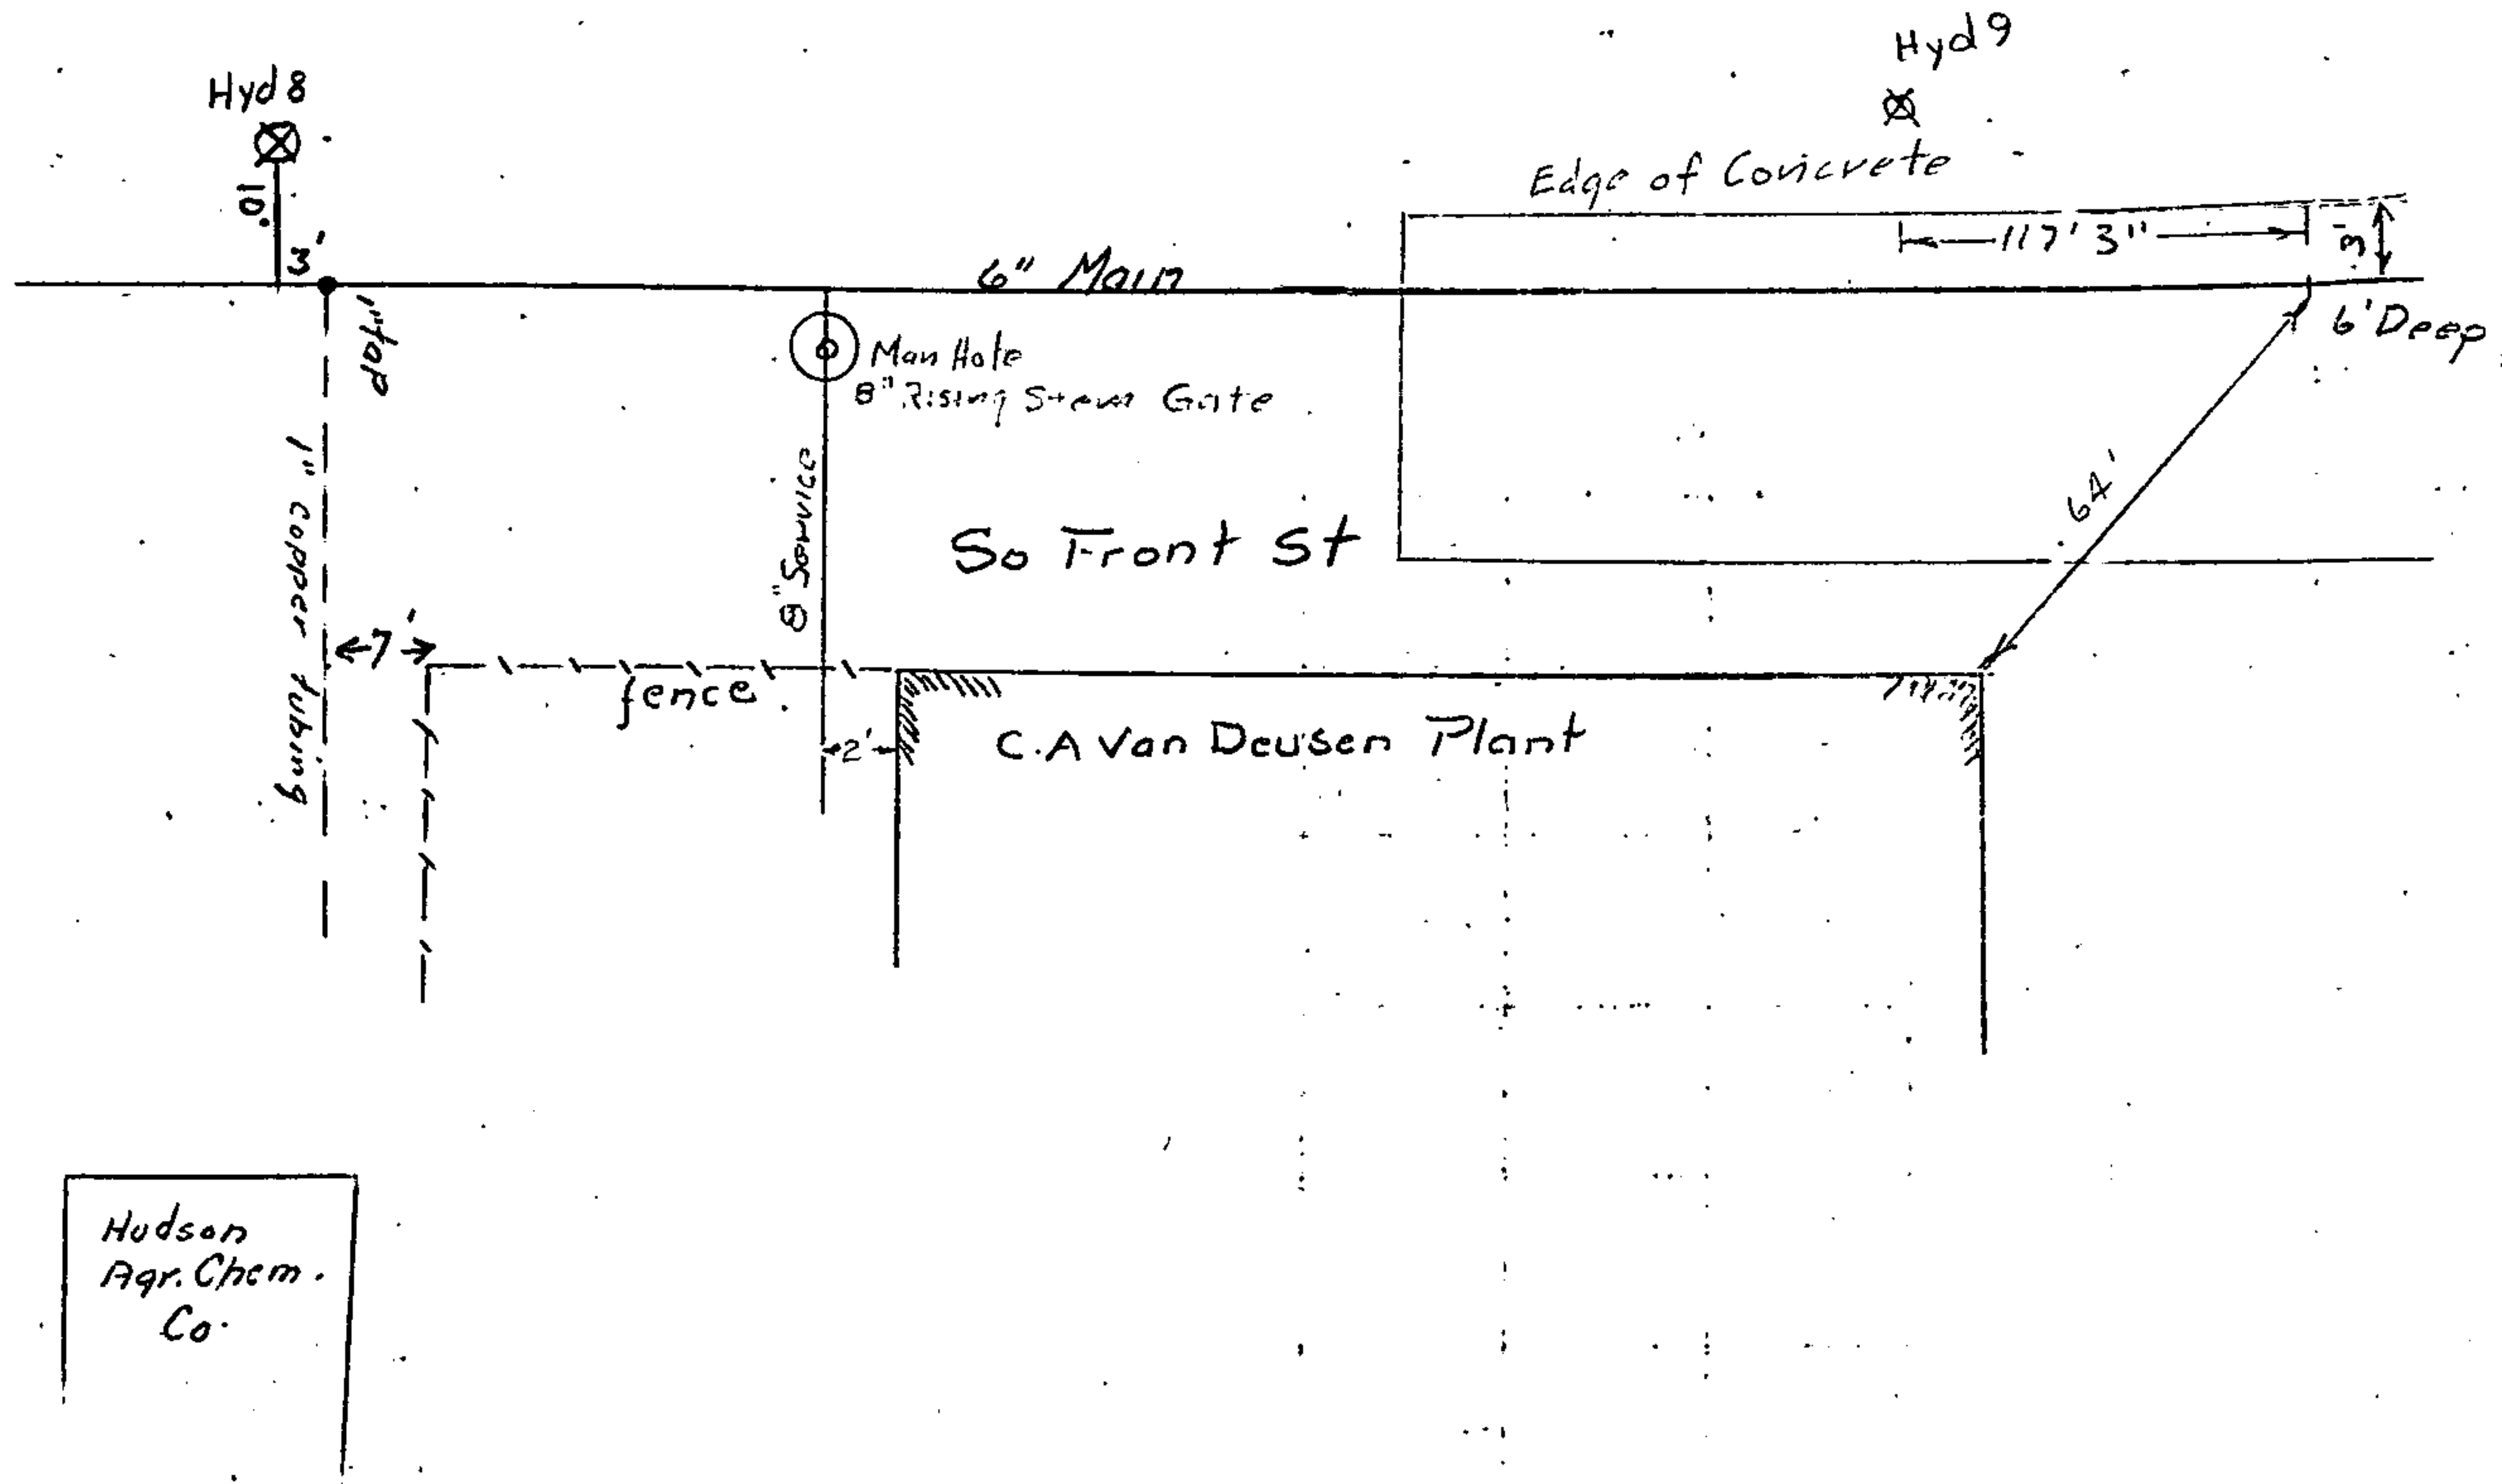 Hyd 9
Hyd 8
Edge of Concrete
10'
117' 3"
3'
3'
6" Main
6' Deep
1" tap
Man Hole
8" Rising Stem Gate
1" copper tubing
8" Service
64'
So Front St
7'
fence
2'
C.A Van Deusen Plant
Hudson
Agr. Chem.
Co.